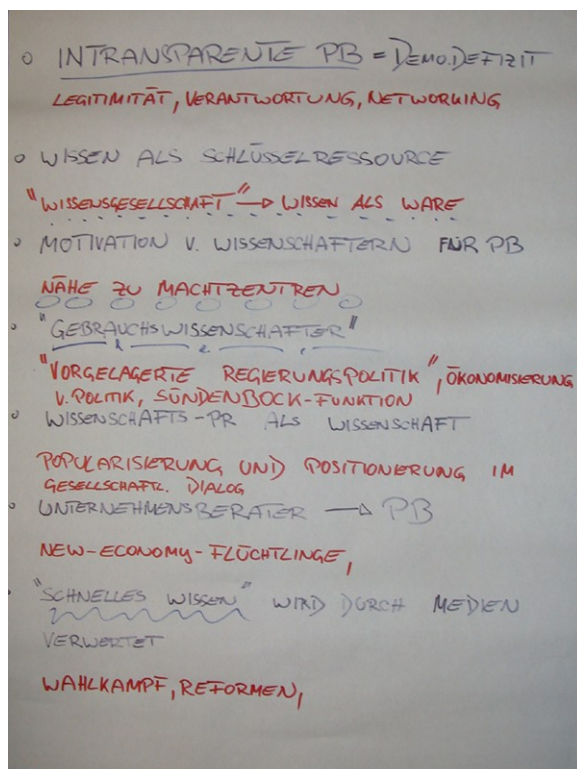 ○ INTRANSPARENTE PB = DEMO.DEFIZIT
LEGITIMITÄT, VERANTWORTUNG, NETWORKING
○ WISSEN ALS SCHLÜSSELRESSOURCE
"WISSENSGESELLSCHAFT" → WISSEN ALS WARE
○ MOTIVATION V. WISSENSCHAFTERN FÜR PB
NÄHE ZU MACHTZENTREN
○ "GEBRAUCHSWISSENSCHAFTER"
"VORGELAGERTE REGIERUNGSPOLITIK", ÖKONOMISIERUNG
V. POLITIK, SÜNDENBOCK-FUNKTION
○ WISSENSCHAFTS-PR ALS WISSENSCHAFT
POPULARISIERUNG UND POSITIONIERUNG IM
GESELLSCHAFTL. DIALOG
○ UNTERNEHMENSBERATER → PB
NEW-ECONOMY-FLÜCHTLINGE,
○ "SCHNELLES WISSEN" WIRD DURCH MEDIEN
VERWERTET
WAHLKAMPF, REFORMEN,